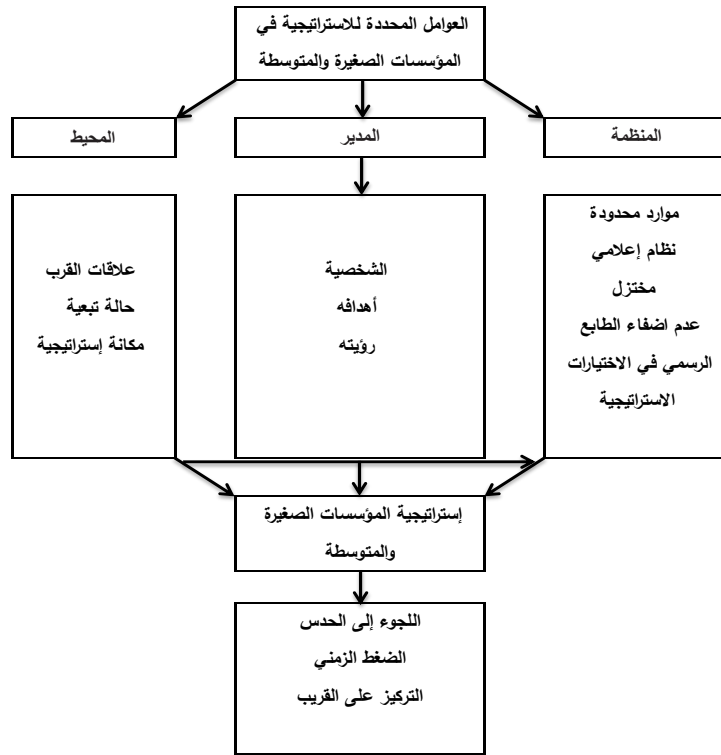 العوامل المحددة للاستراتيجية في
المؤسسات الصغيرة والمتوسطة
المنظمة
المدير
المحيط
موارد محدودة
نظام إعلامي
مختزل
عدم اضفاء الطابع
الرسمي في الاختيارات
الاستراتيجية
الشخصية
أهدافه
رؤيته
علاقات القرب
حالة تبعية
مكانة إستراتيجية
إستراتيجية المؤسسات الصغيرة
والمتوسطة
اللجوء إلى الحدس
الضغط الزمني
التركيز على القريب